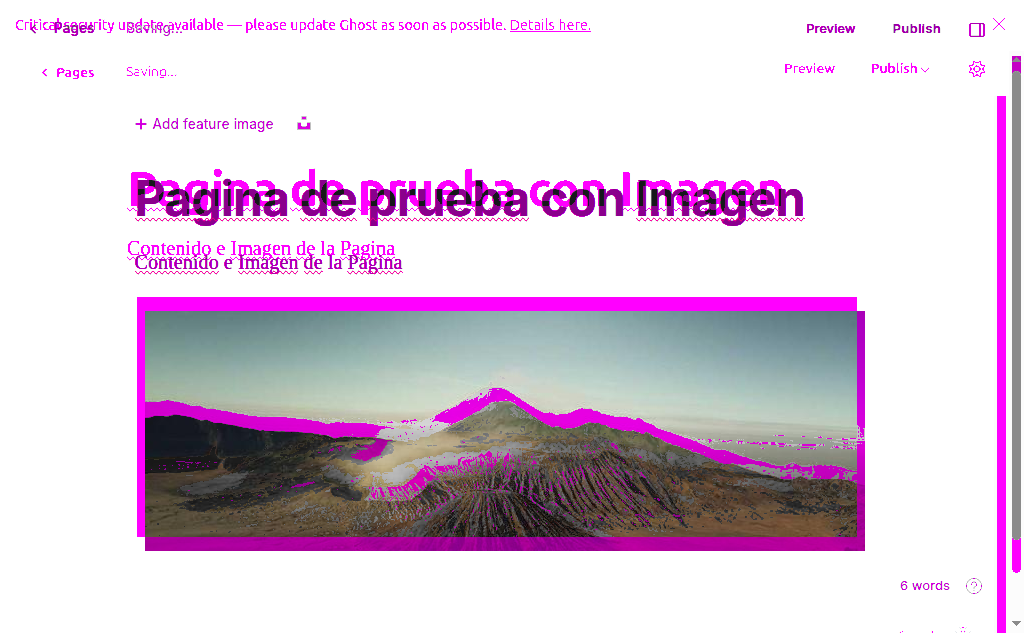 Critical security update available — please update Ghost as soon as possible. Details here.
Pages Saving... Preview Publish
Pages Saving... Preview Publish
+ Add feature image
Pagina de prueba con Imagen
Pagina de prueba con Imagen
Contenido e Imagen de la Pagina
Contenido e Imagen de la Pagina
6 words ?